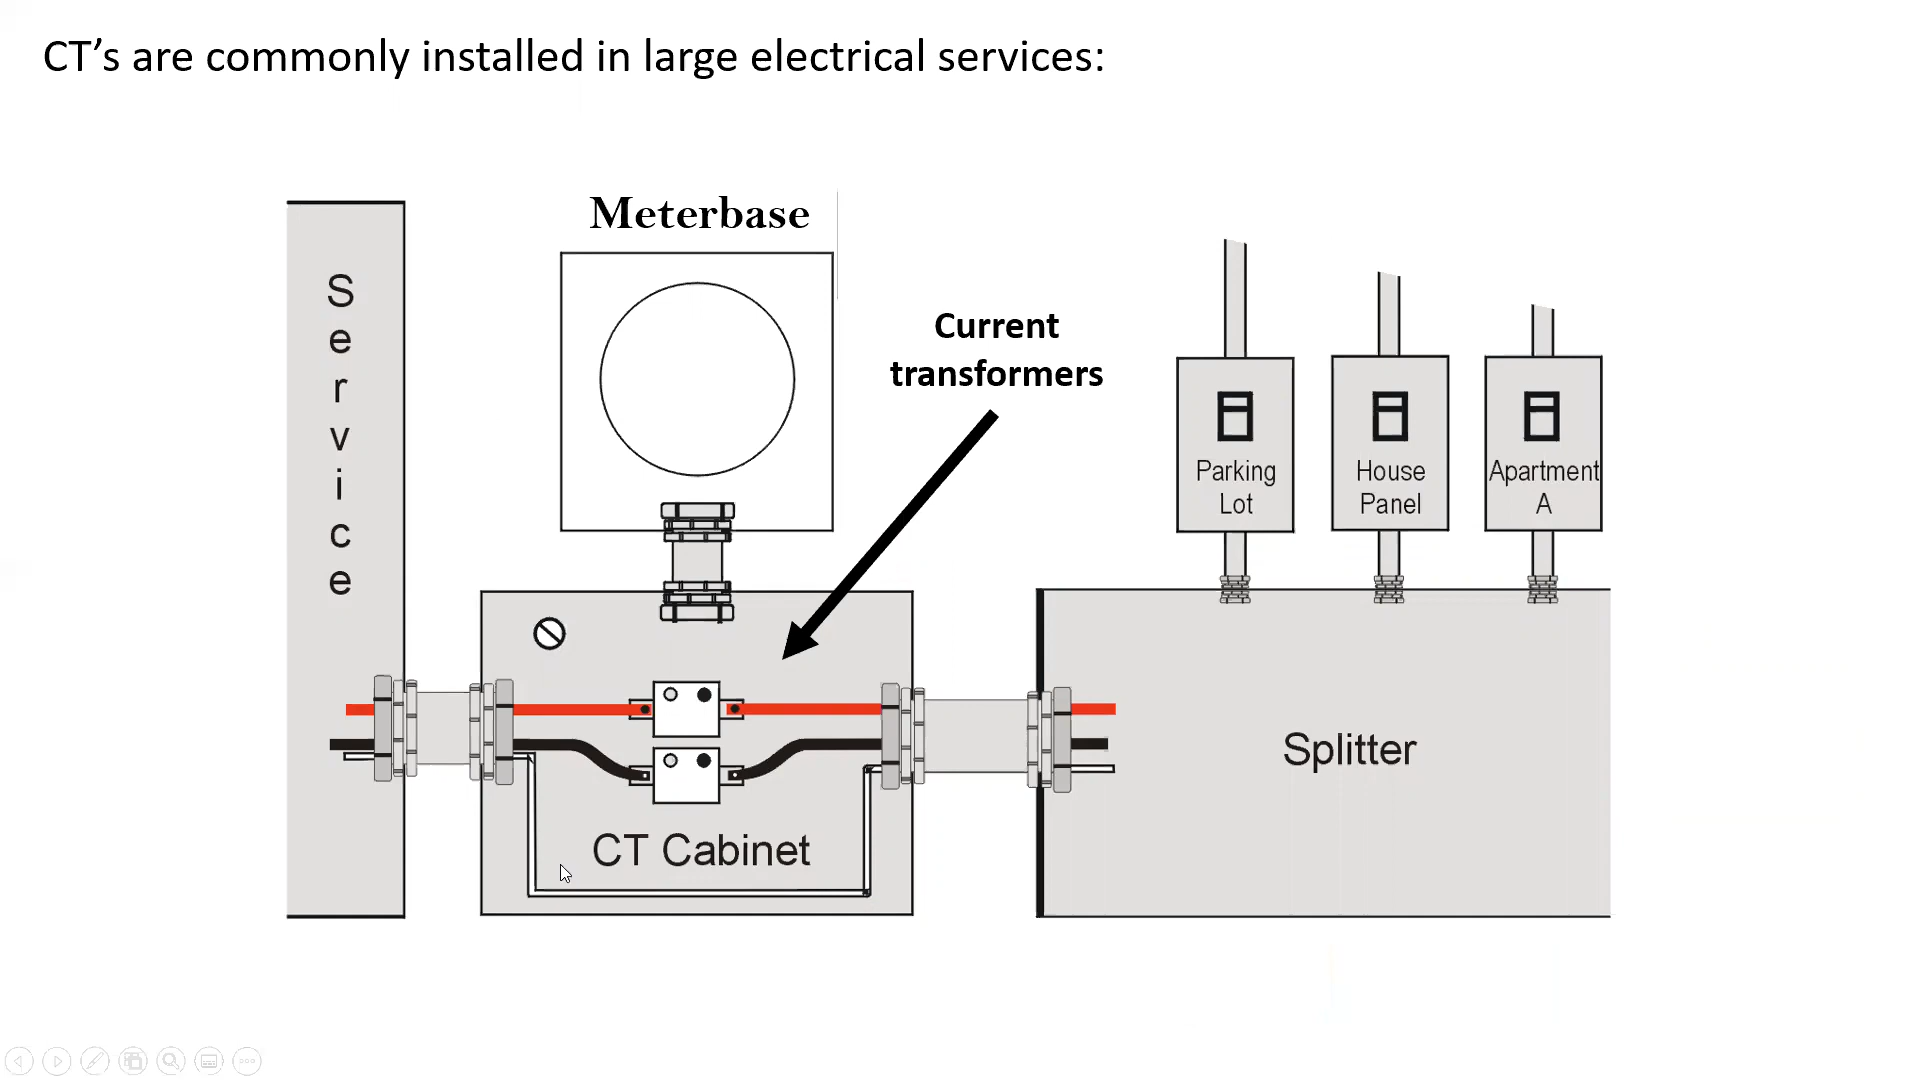 CT’s are commonly installed in large electrical services:
Service
Meterbase
Current
transformers
Parking
Lot
House
Panel
Apartment
A
CT Cabinet
Splitter